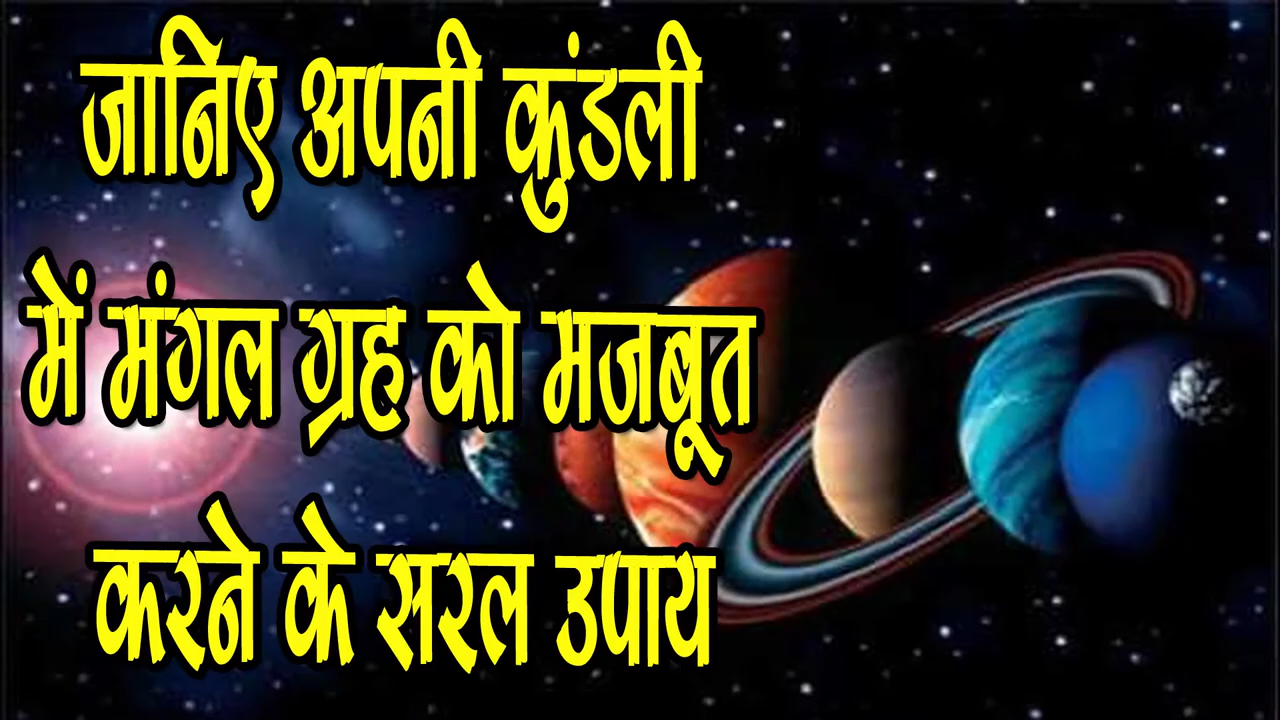 जानिए अपनी कुंडली
में मंगल ग्रह को मजबूत
करने के सरल उपाय